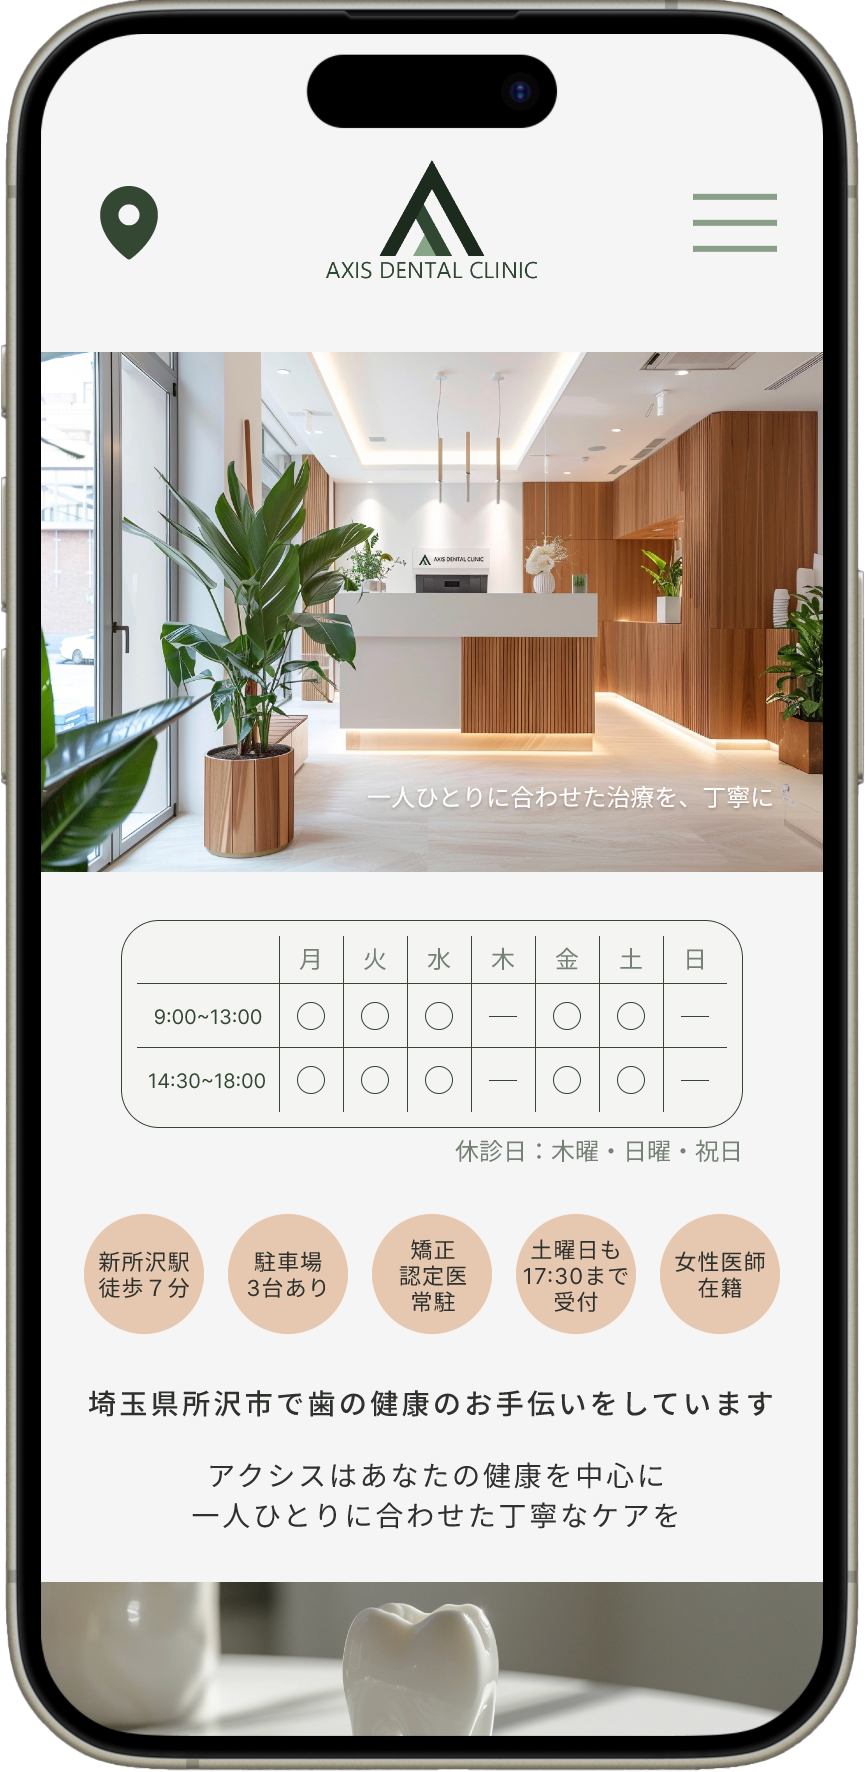 AXIS DENTAL CLINIC
AXIS DENTAL CLINIC
一人ひとりに合わせた治療を、丁寧に
月 火 水 木 金 土 日
9:00~13:00 ◯ ◯ ◯ — ◯ ◯ —
14:30~18:00 ◯ ◯ ◯ — ◯ ◯ —
休診日：木曜・日曜・祝日
新所沢駅
徒歩７分
駐車場
3台あり
矯正
認定医
常駐
土曜日も
17:30まで
受付
女性医師
在籍
埼玉県所沢市で歯の健康のお手伝いをしています
アクシスはあなたの健康を中心に
一人ひとりに合わせた丁寧なケアを